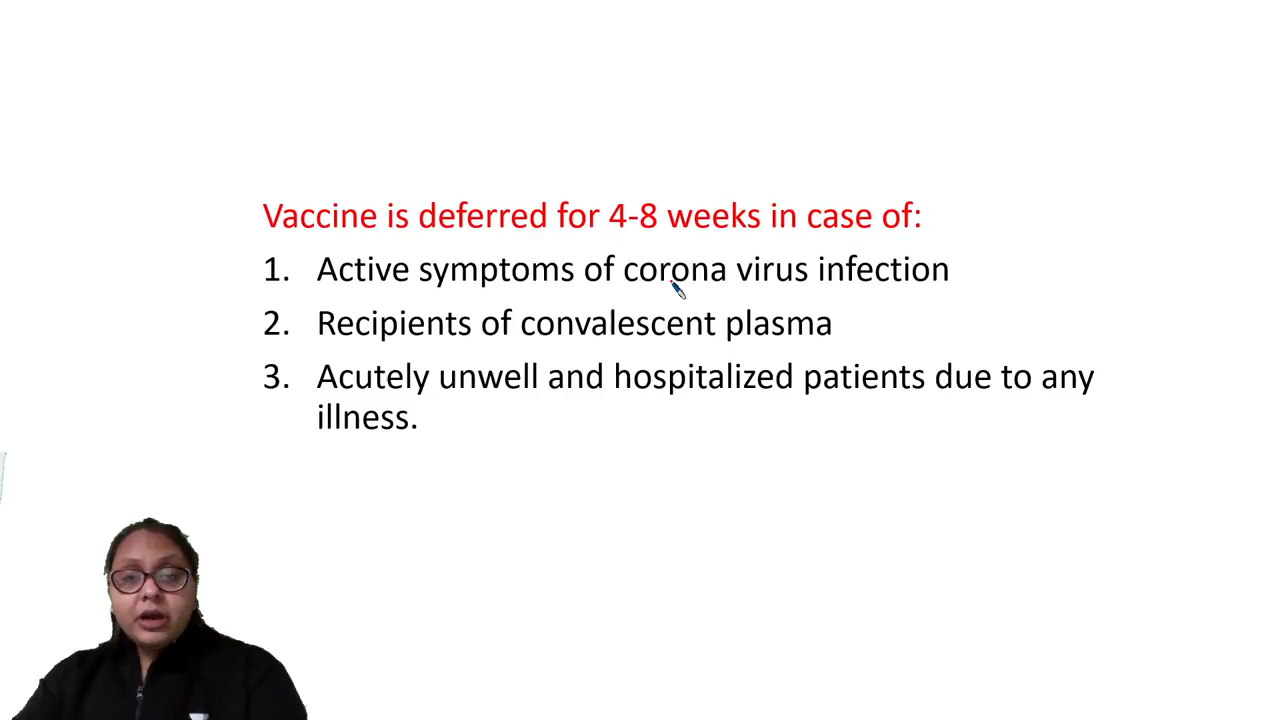 Vaccine is deferred for 4-8 weeks in case of:
1. Active symptoms of corona virus infection
2. Recipients of convalescent plasma
3. Acutely unwell and hospitalized patients due to any
illness.